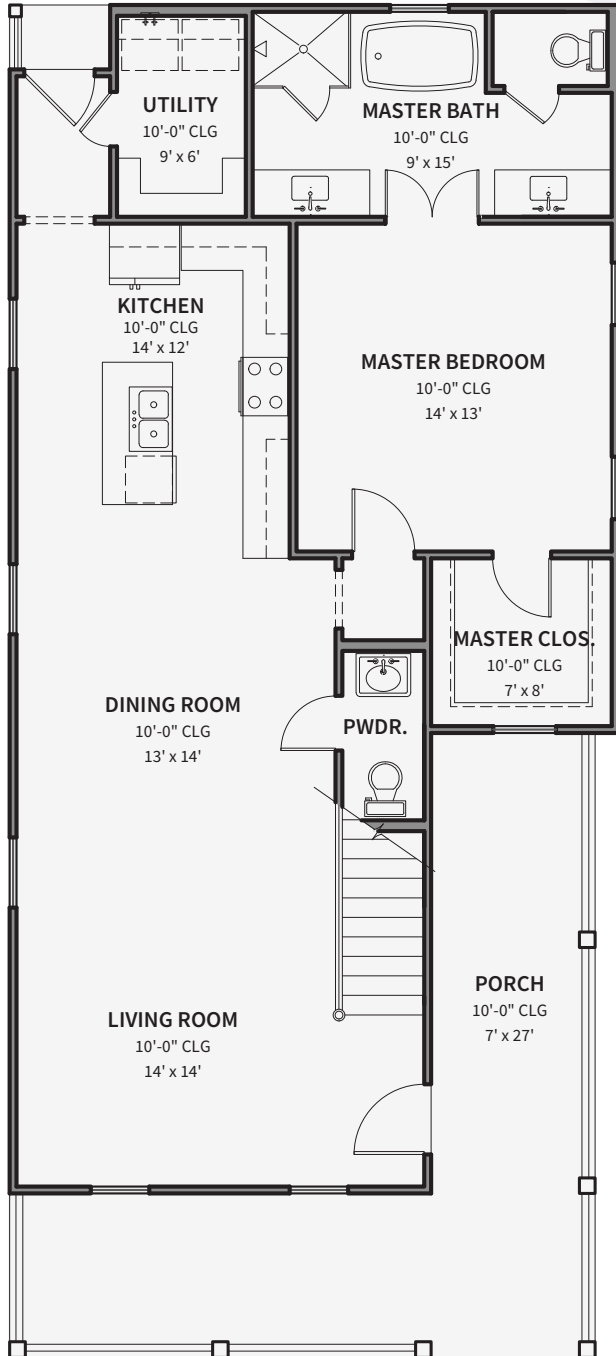 UTILITY
10'-0" CLG
9' x 6'
MASTER BATH
10'-0" CLG
9' x 15'
KITCHEN
10'-0" CLG
14' x 12'
MASTER BEDROOM
10'-0" CLG
14' x 13'
MASTER CLOS.
10'-0" CLG
7' x 8'
DINING ROOM
10'-0" CLG
13' x 14'
PWDR.
PORCH
10'-0" CLG
7' x 27'
LIVING ROOM
10'-0" CLG
14' x 14'